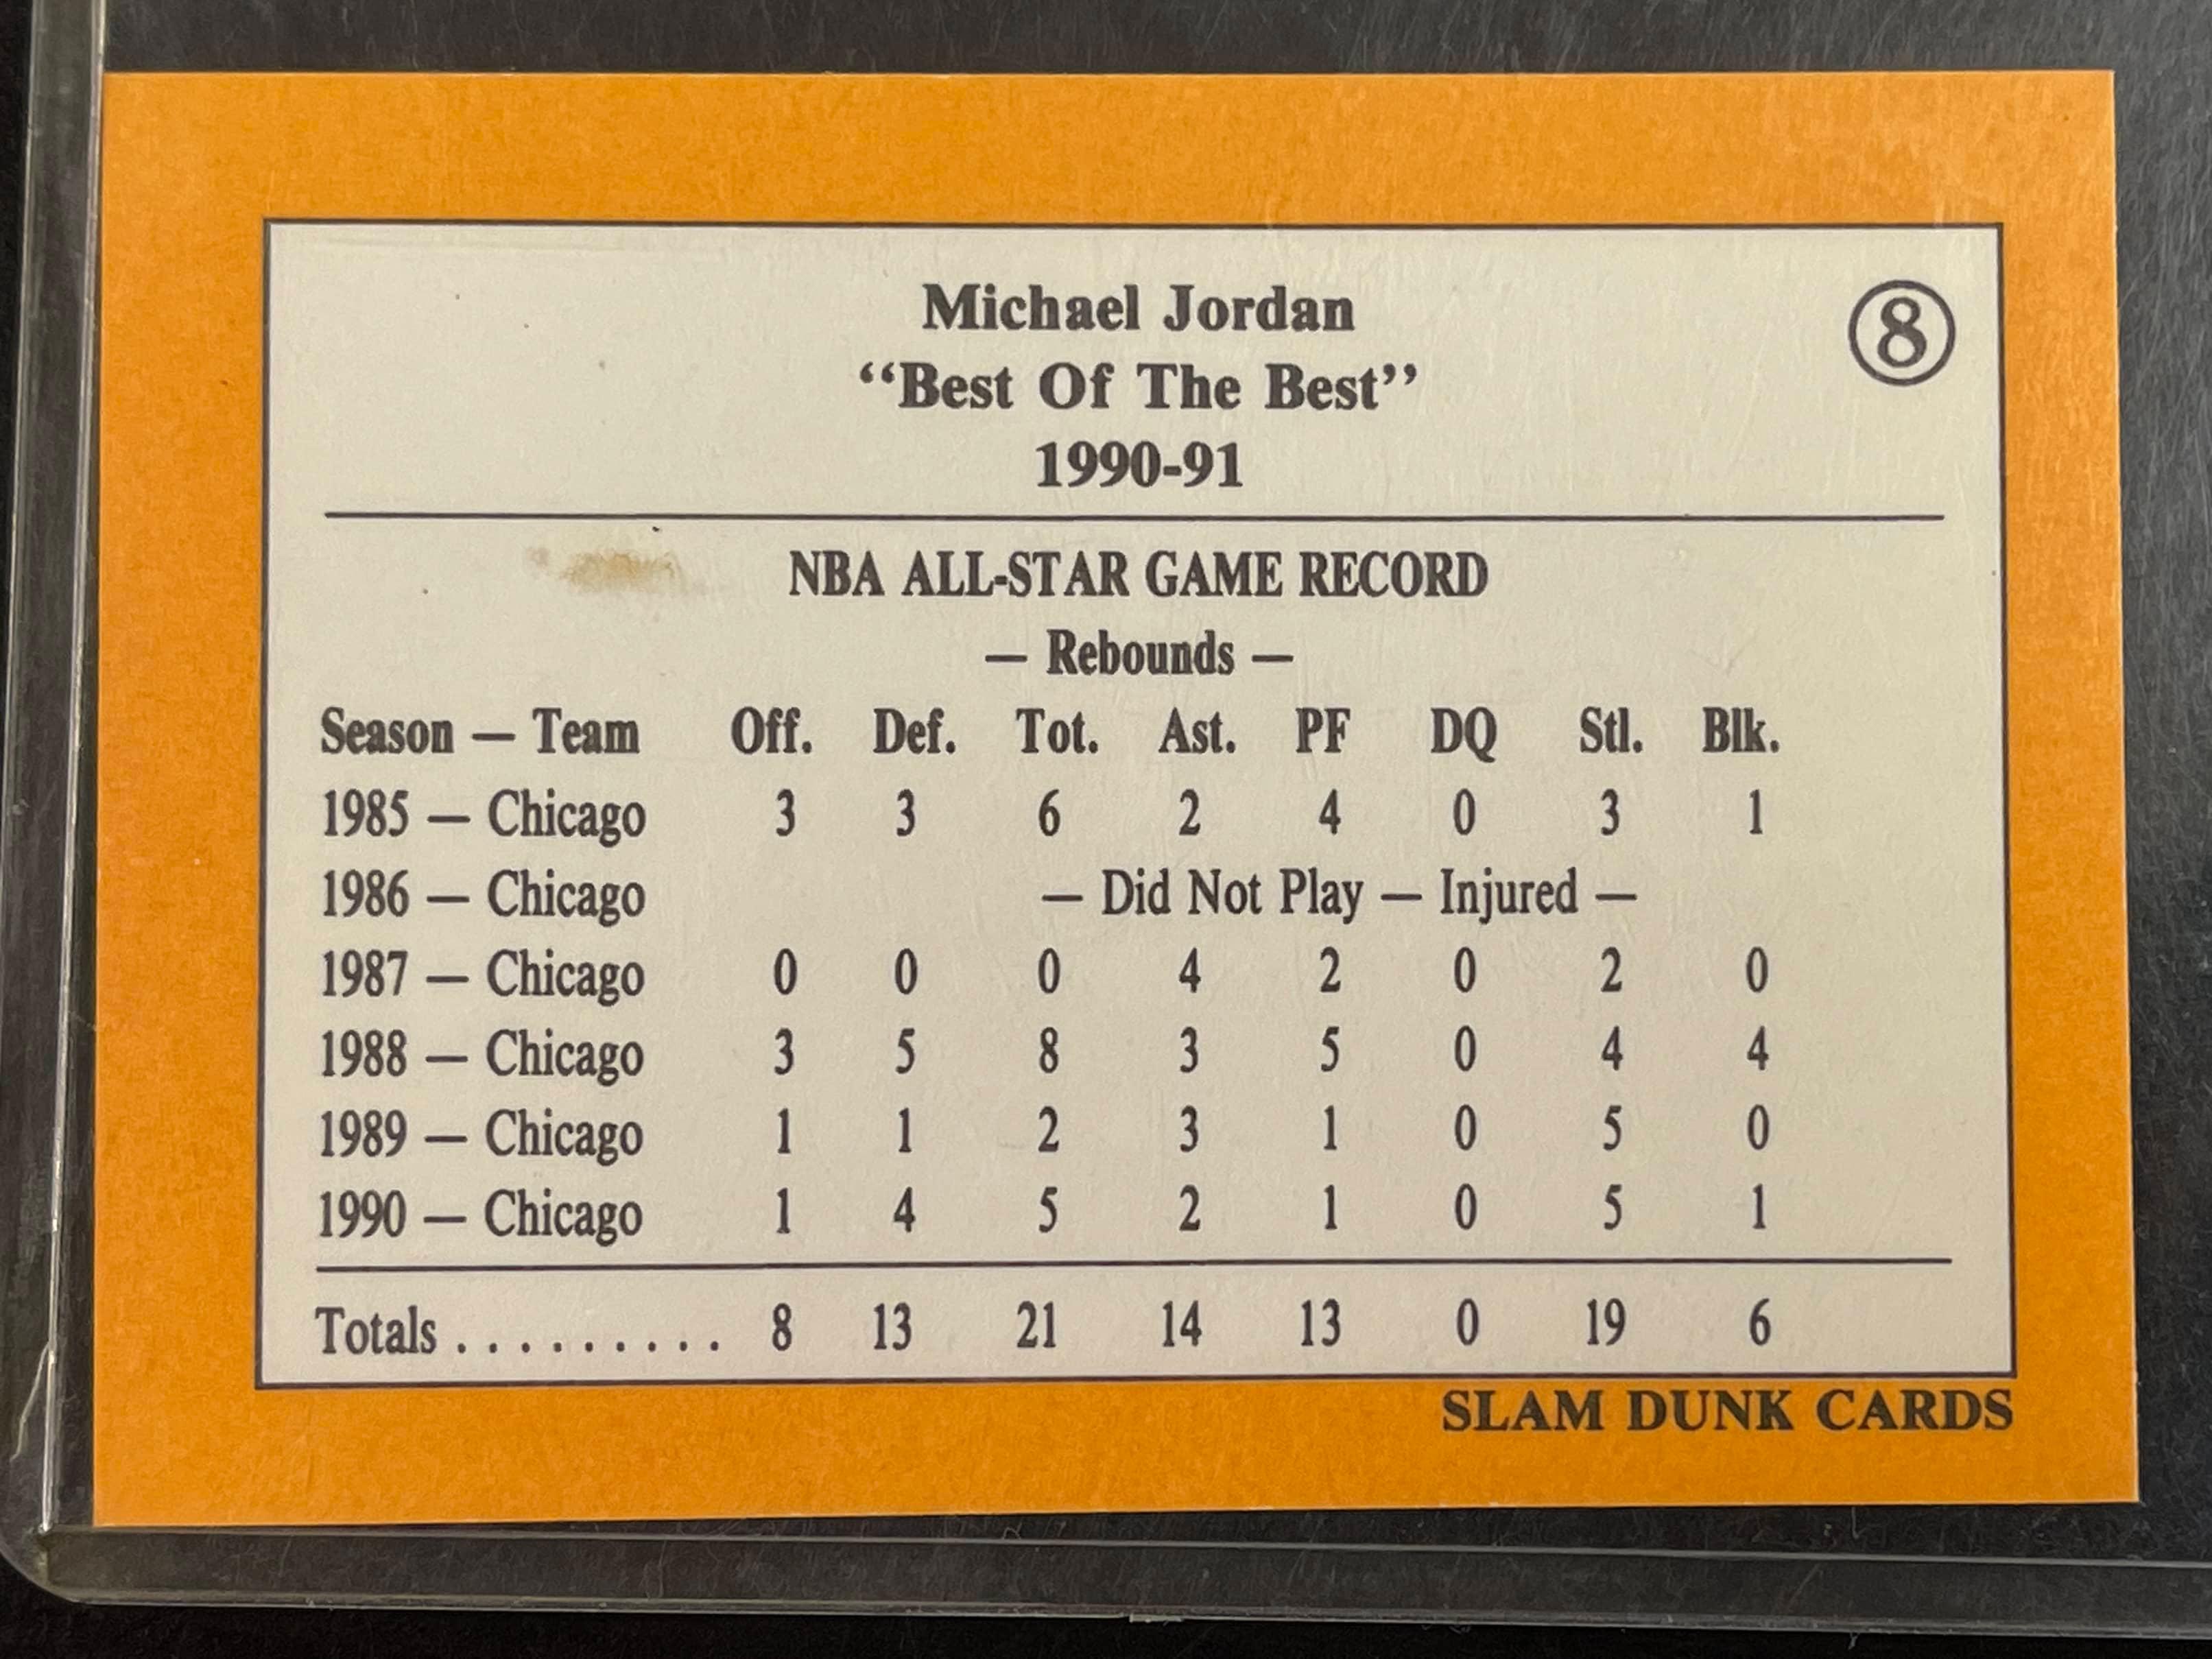 Michael Jordan
8
“Best Of The Best”
1990-91
NBA ALL-STAR GAME RECORD
— Rebounds —
Season — Team Off. Def. Tot. Ast. PF DQ Stl. Blk.
1985 — Chicago 3 3 6 2 4 0 3 1
1986 — Chicago — Did Not Play — Injured —
1987 — Chicago 0 0 0 4 2 0 2 0
1988 — Chicago 3 5 8 3 5 0 4 4
1989 — Chicago 1 1 2 3 1 0 5 0
1990 — Chicago 1 4 5 2 1 0 5 1
Totals . . . . . . . . . . 8 13 21 14 13 0 19 6
SLAM DUNK CARDS